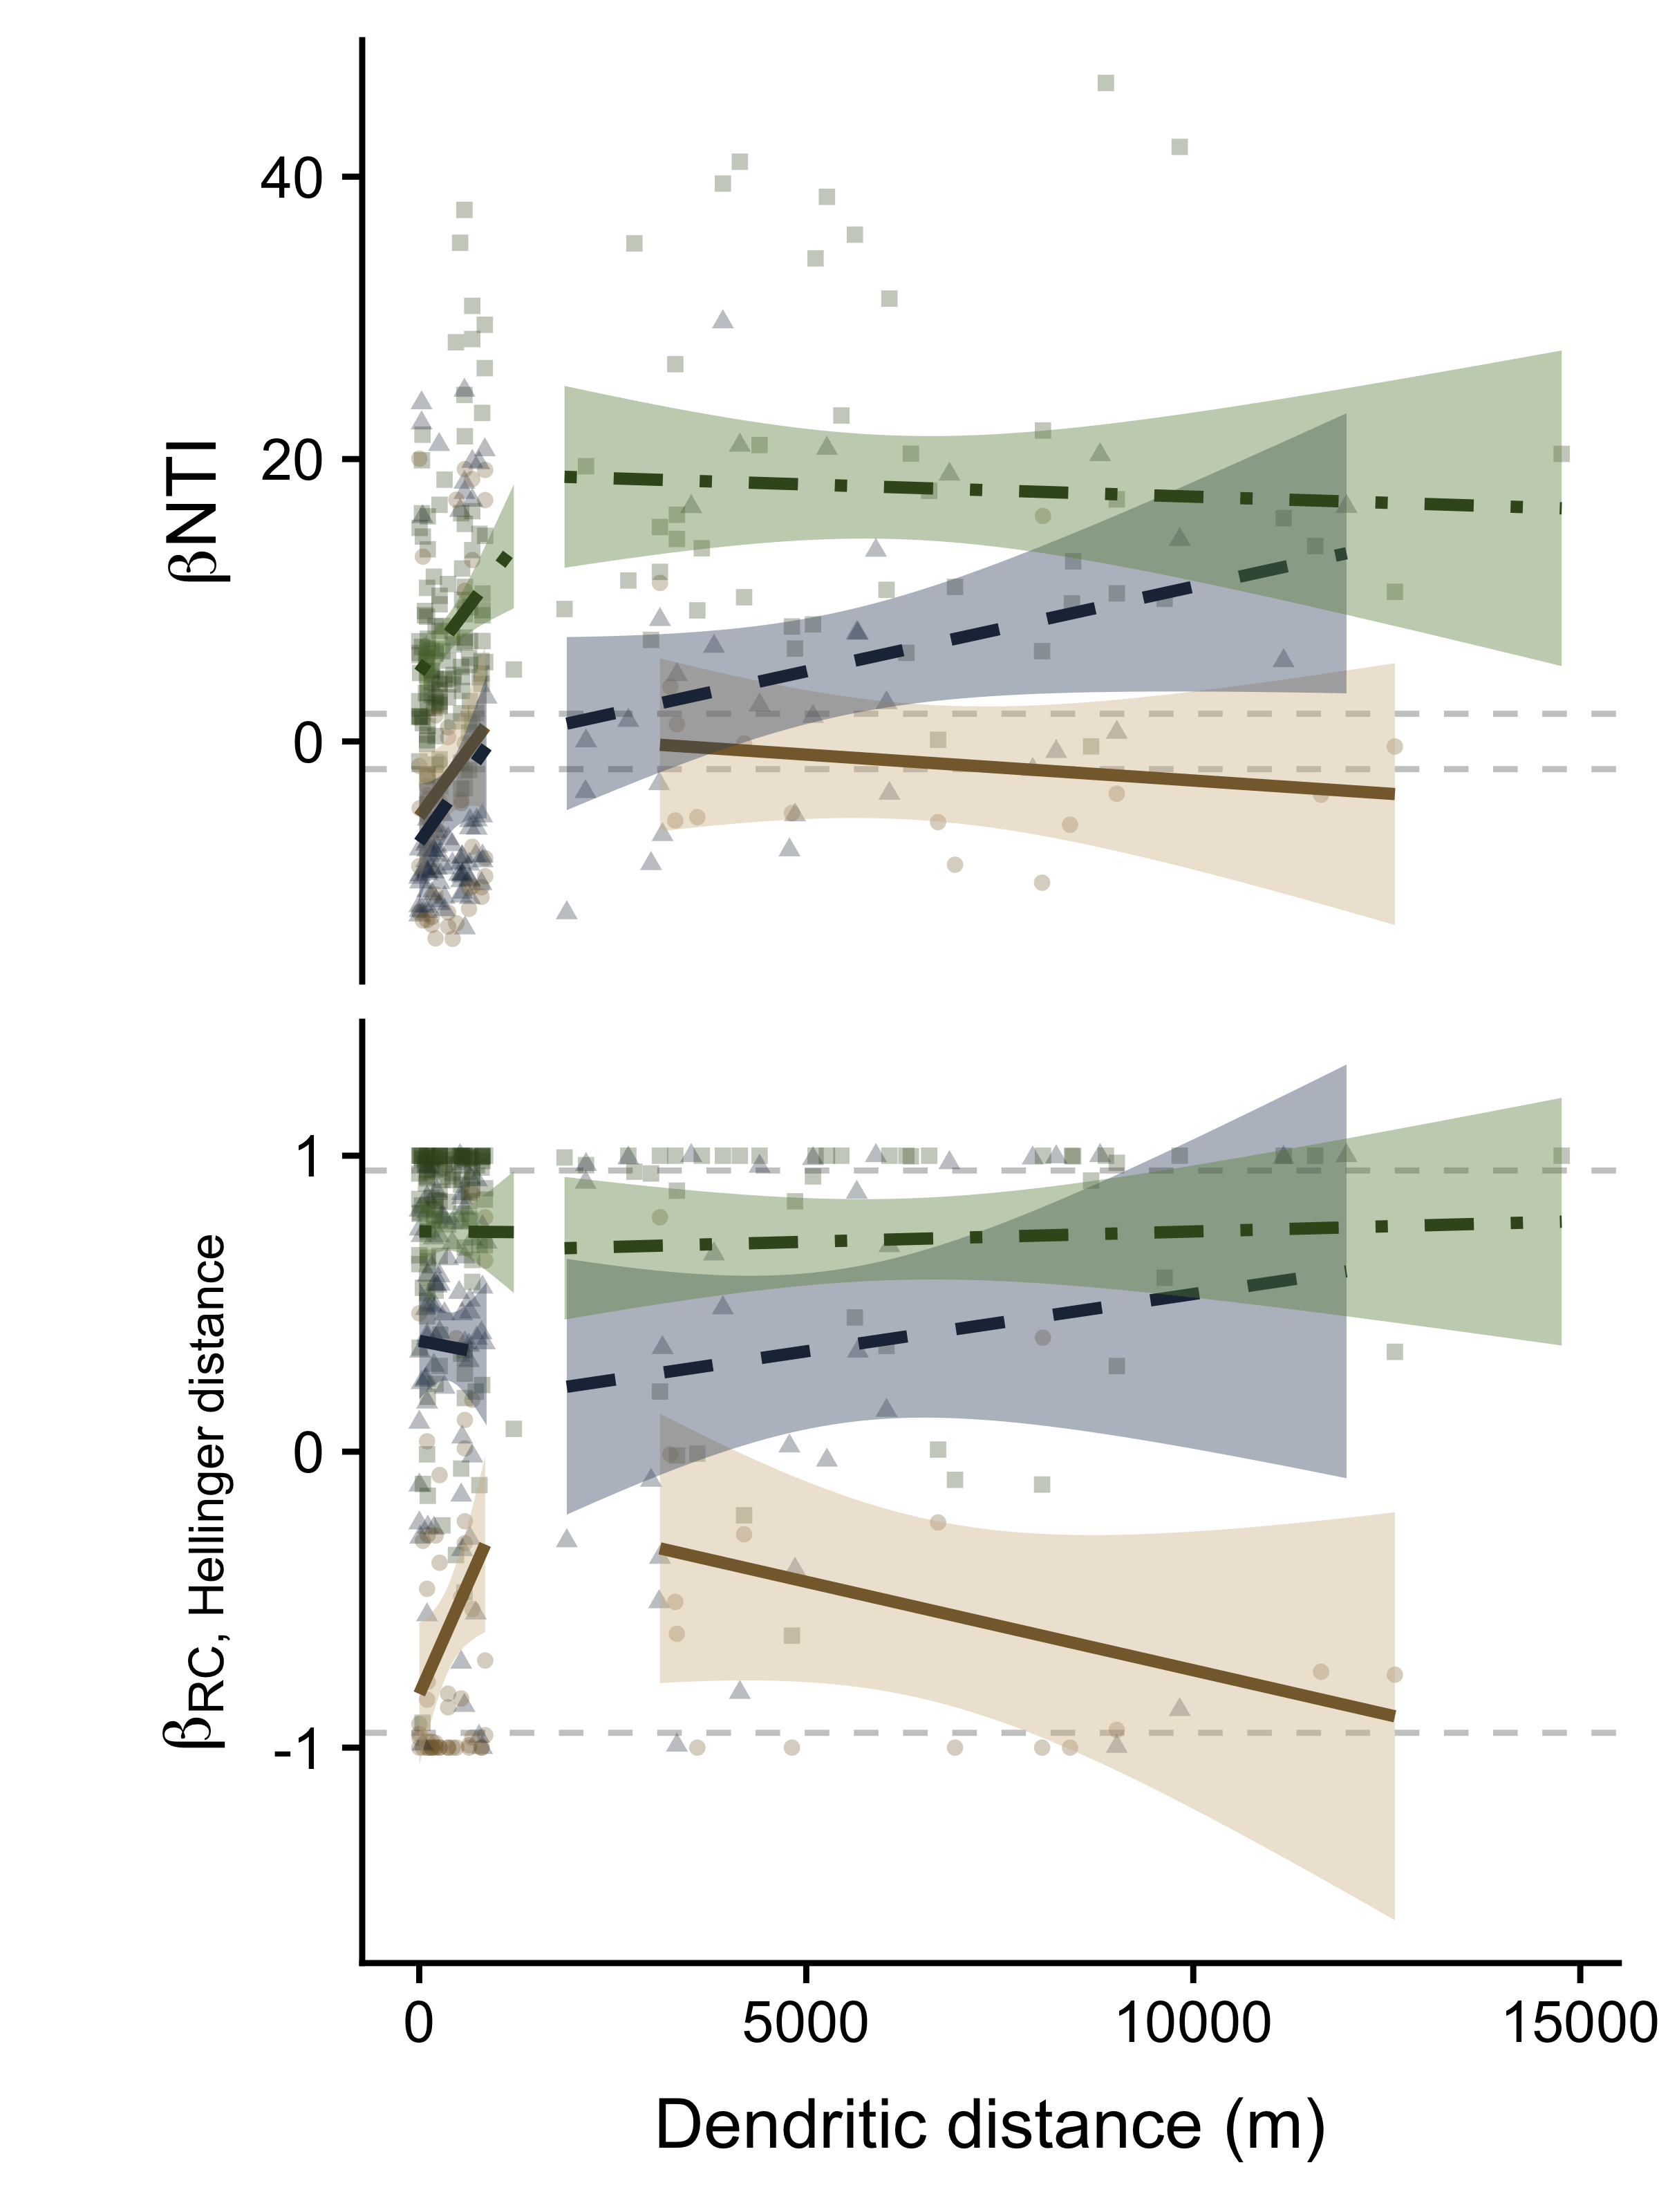 βNTI
40
20
0
βRC, Hellinger distance
1
0
-1
0 5000 10000 15000
Dendritic distance (m)